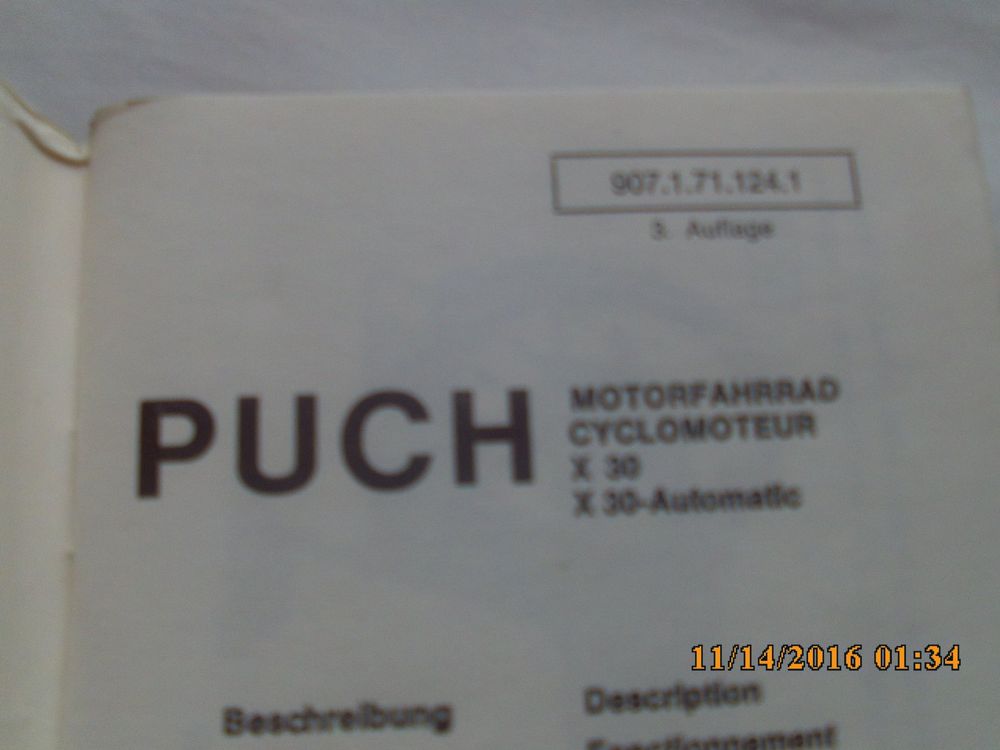 907.1.71.124.1
3. Auflage
PUCH
MOTORFAHRRAD
CYCLOMOTEUR
X 30
X 30-Automatic
11/14/2016 01:34
Beschreibung
Description
Fonctionnement